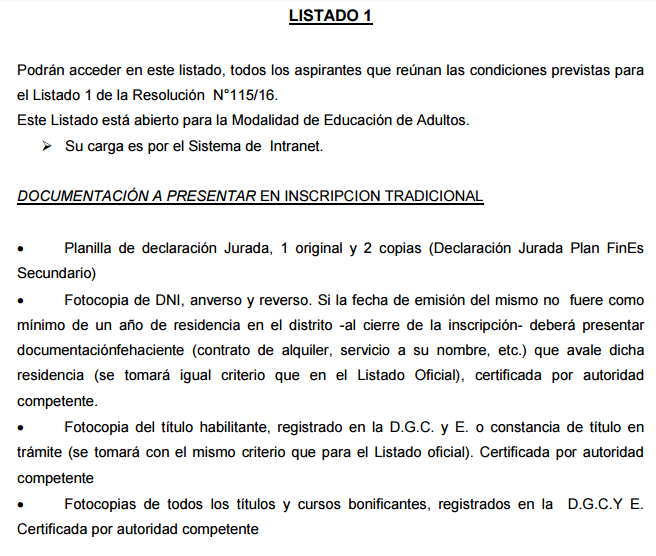 LISTADO 1
Podrán acceder en este listado, todos los aspirantes que reúnan las condiciones previstas para
el Listado 1 de la Resolución N°115/16.
Este Listado está abierto para la Modalidad de Educación de Adultos.
➢ Su carga es por el Sistema de Intranet.
DOCUMENTACIÓN A PRESENTAR EN INSCRIPCION TRADICIONAL
• Planilla de declaración Jurada, 1 original y 2 copias (Declaración Jurada Plan FinEs
Secundario)
• Fotocopia de DNI, anverso y reverso. Si la fecha de emisión del mismo no fuere como
mínimo de un año de residencia en el distrito -al cierre de la inscripción- deberá presentar
documentaciónfehaciente (contrato de alquiler, servicio a su nombre, etc.) que avale dicha
residencia (se tomará igual criterio que en el Listado Oficial), certificada por autoridad
competente.
• Fotocopia del título habilitante, registrado en la D.G.C. y E. o constancia de título en
trámite (se tomará con el mismo criterio que para el Listado oficial). Certificada por autoridad
competente
• Fotocopias de todos los títulos y cursos bonificantes, registrados en la D.G.C.Y E.
Certificada por autoridad competente